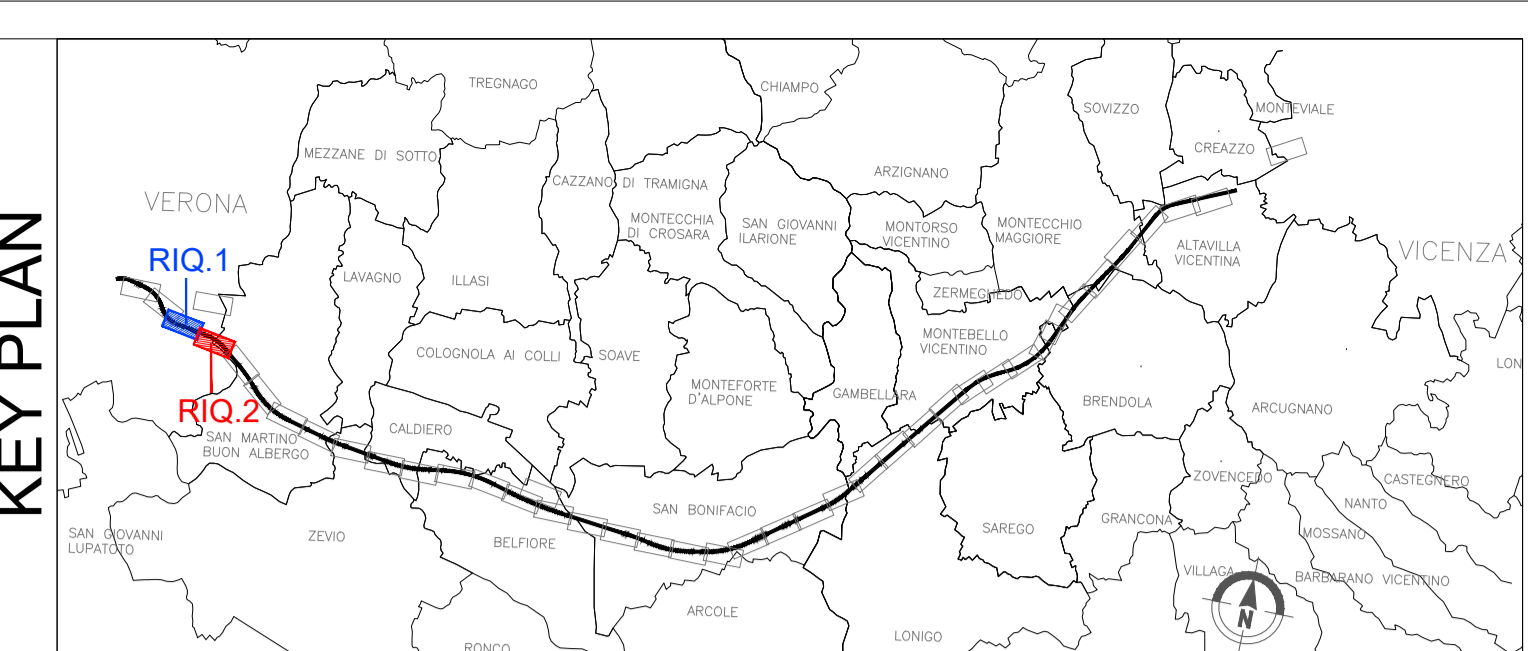 KEY PLAN
TREGNAGO
CHIAMPO
SOVIZZO
MONTEVIALE
MEZZANE DI SOTTO
CREAZZO
ARZIGNANO
CAZZANO DI TRAMIGNA
VERONA
MONTECCHIA
DI CROSARA
SAN GIOVANNI
ILARIONE
MONTORSO
VICENTINO
MONTECCHIO
MAGGIORE
ALTAVILLA
VICENTINA
VICENZA
RIQ.1
LAVAGNO
ILLASI
ZERMEGHEDO
COLOGNOLA AI COLLI
SOAVE
MONTEBELLO
VICENTINO
LON
MONTEFORTE
D'ALPONE
GAMBELLARA
BRENDOLA
ARCUGNANO
RIQ.2
SAN MARTINO
BUON ALBERGO
CALDIERO
ZOVENCEDO
CASTEGNERO
NANTO
SAN BONIFACIO
GRANCONA
SAREGO
MOSSANO
SAN GIOVANNI
LUPATOTO
ZEVIO
BELFIORE
VILLAGA
BARBARANO VICENTINO
ARCOLE
N
LONIGO
RONCO